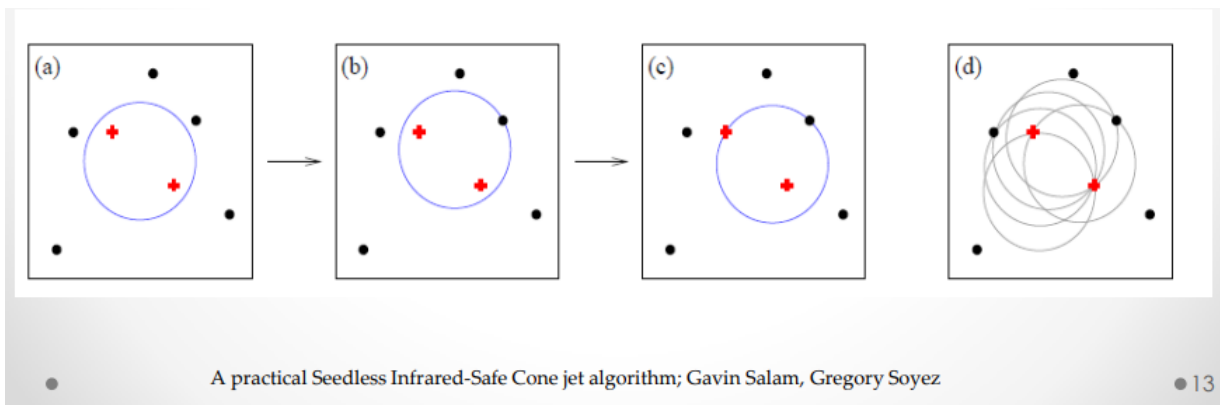 (a) (b) (c) (d)
A practical Seedless Infrared-Safe Cone jet algorithm; Gavin Salam, Gregory Soyez
13